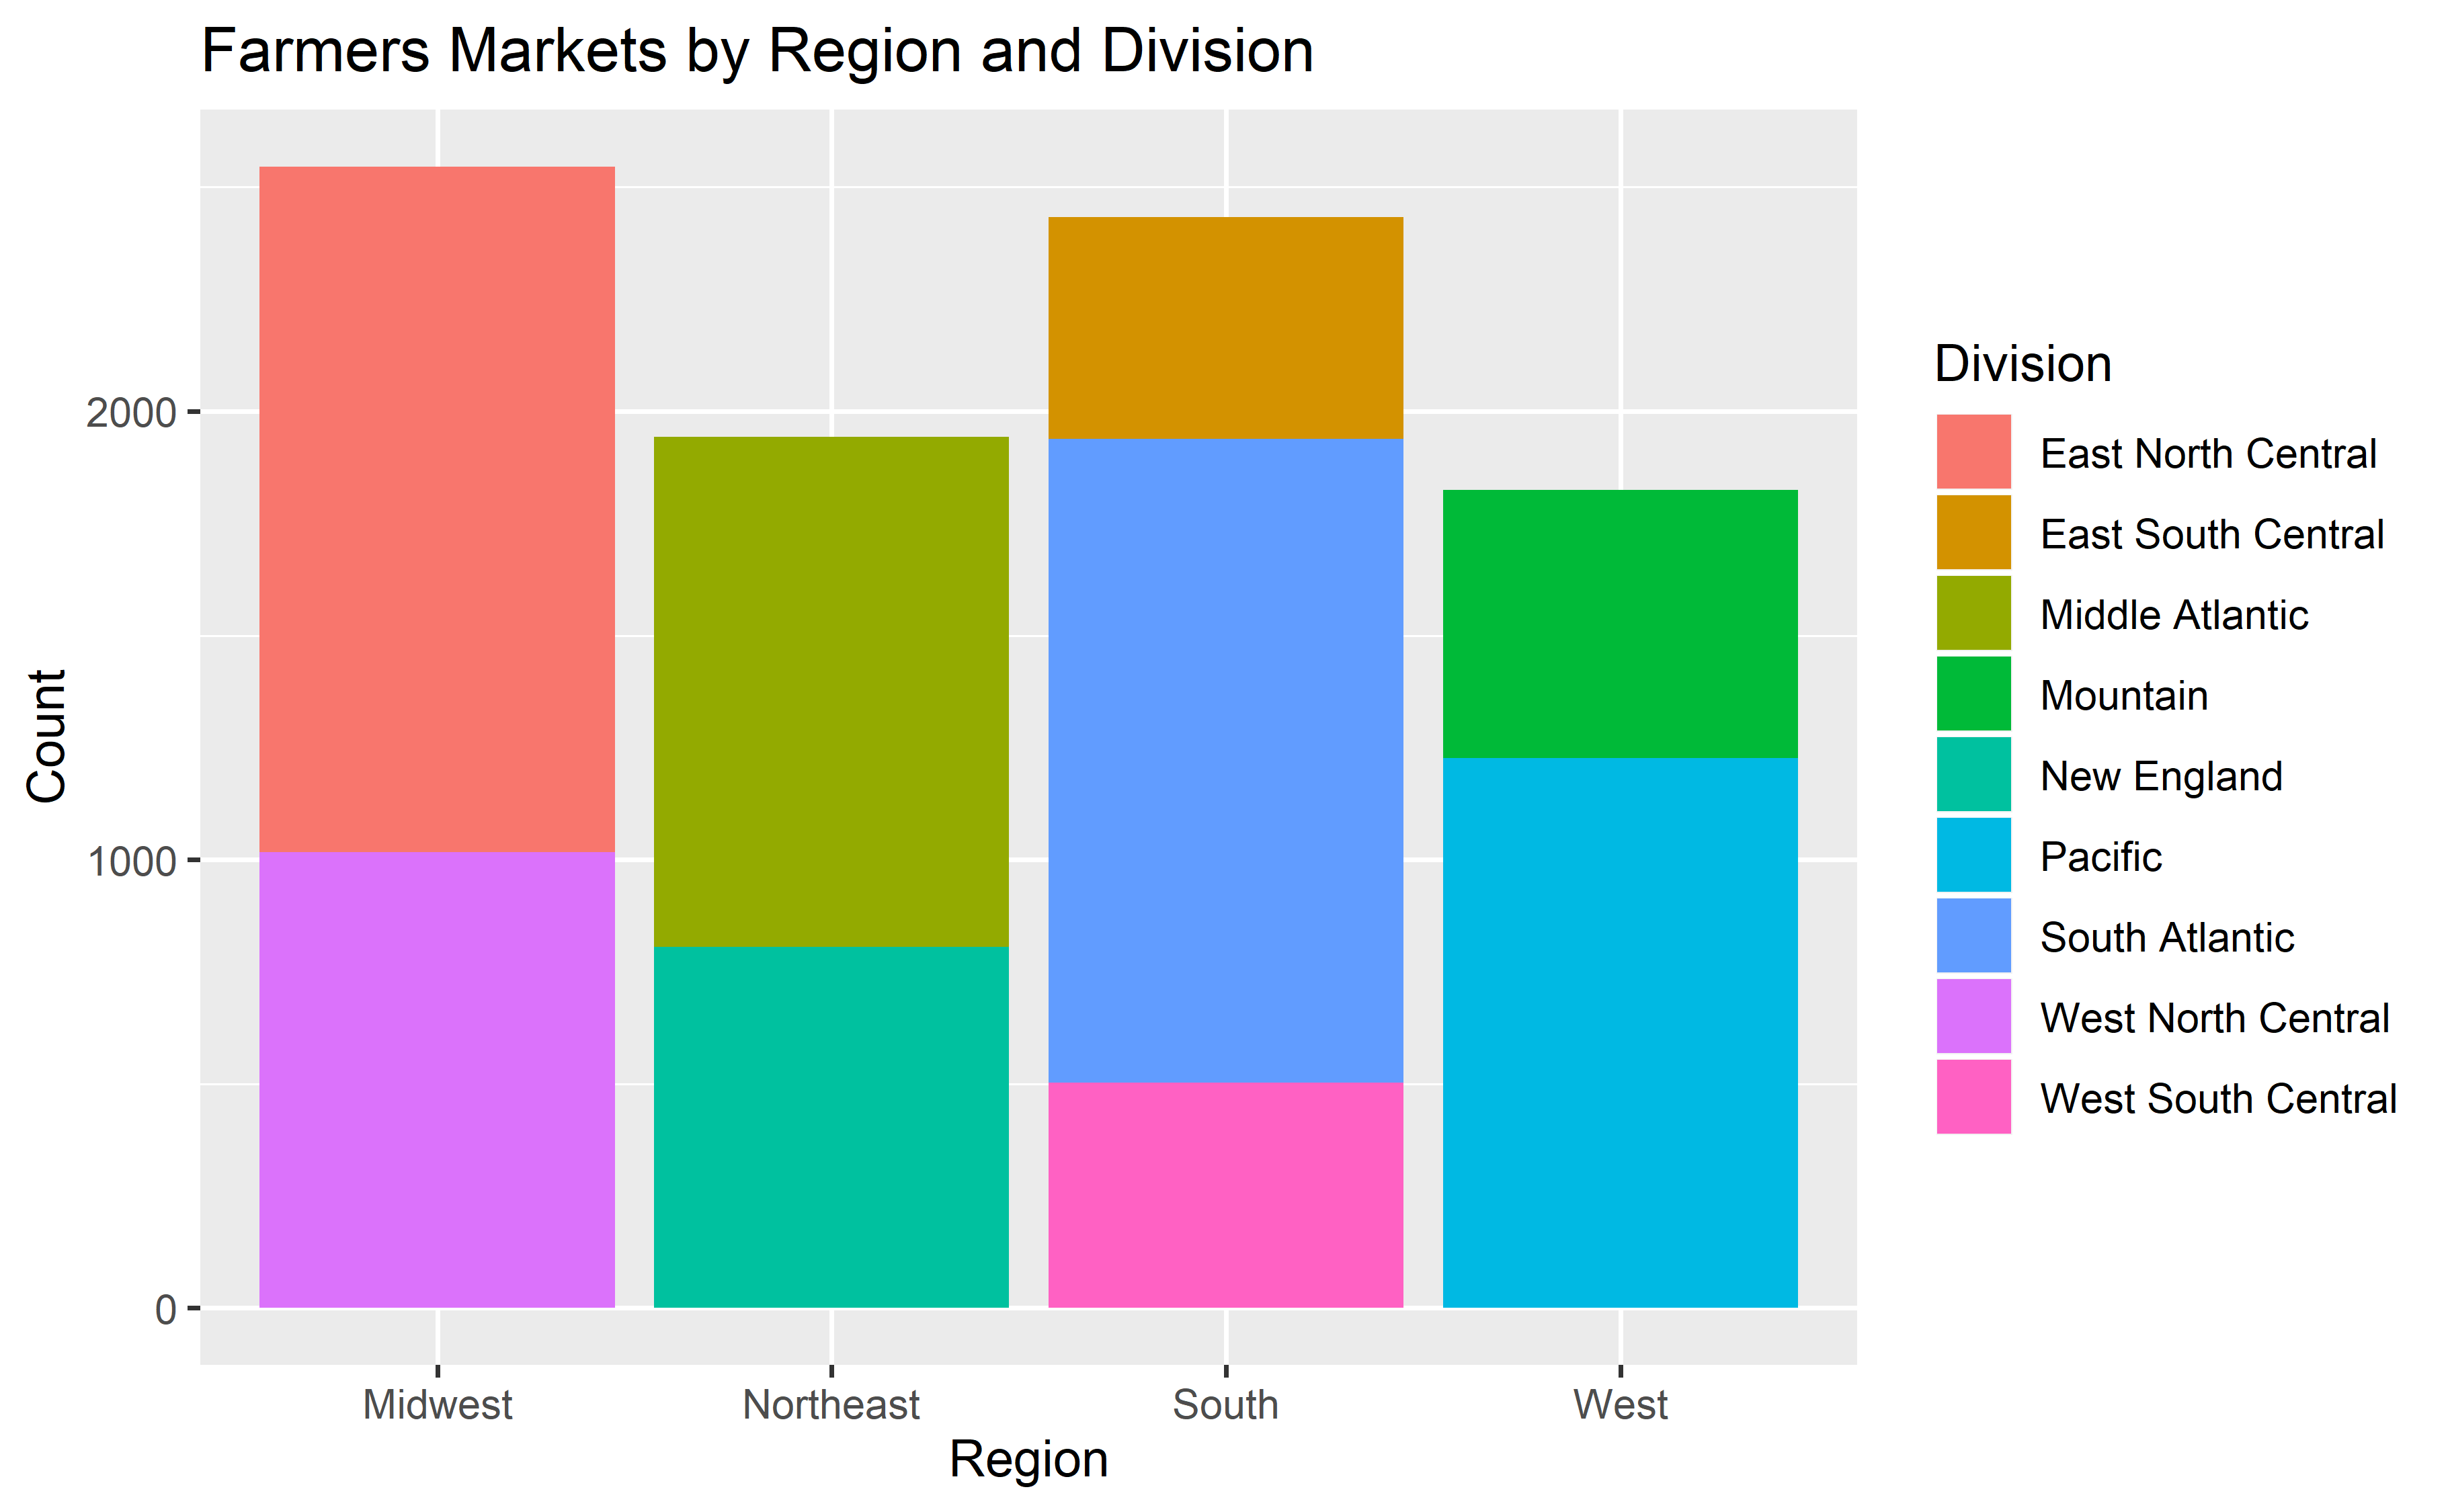 Farmers Markets by Region and Division
Count
2000
1000
0
Midwest
Northeast
South
West
Region
Division
East North Central
East South Central
Middle Atlantic
Mountain
New England
Pacific
South Atlantic
West North Central
West South Central